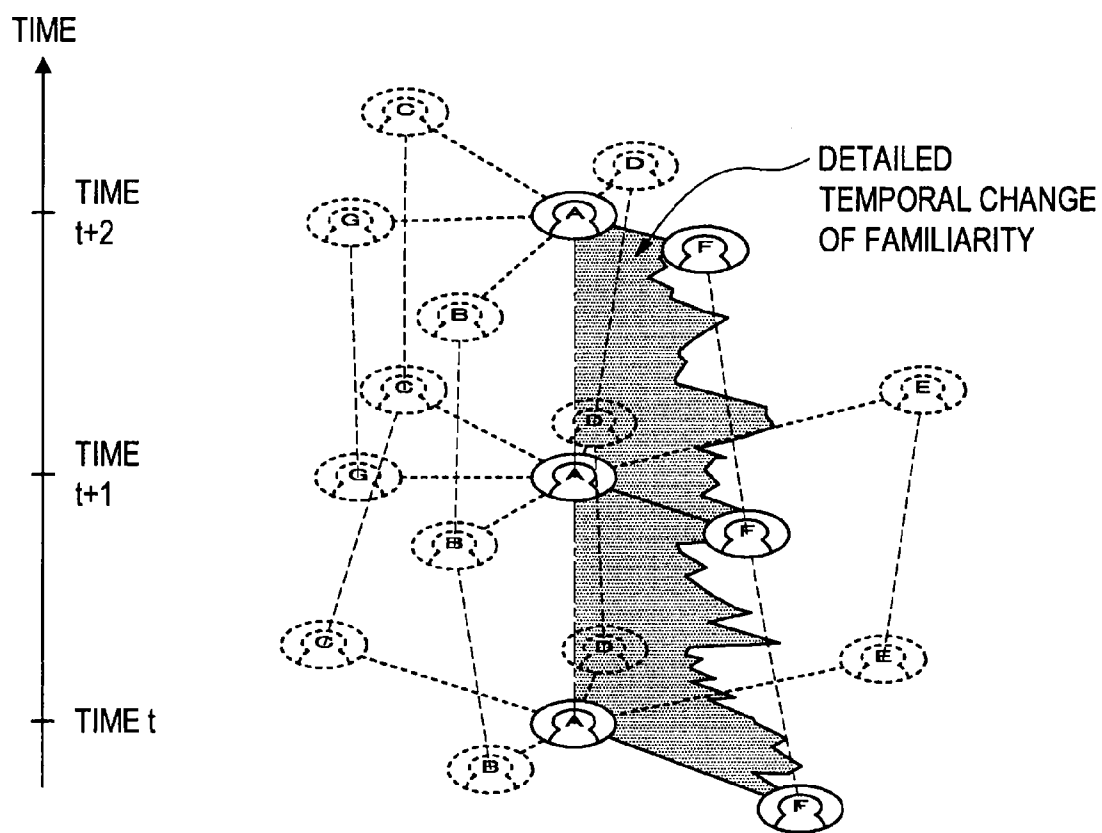 TIME
C
D
DETAILED
TEMPORAL CHANGE
OF FAMILIARITY
TIME
t+2
G
A
F
B
C
E
D
TIME
t+1
G
A
B
F
C
D
E
TIME t
A
B
F